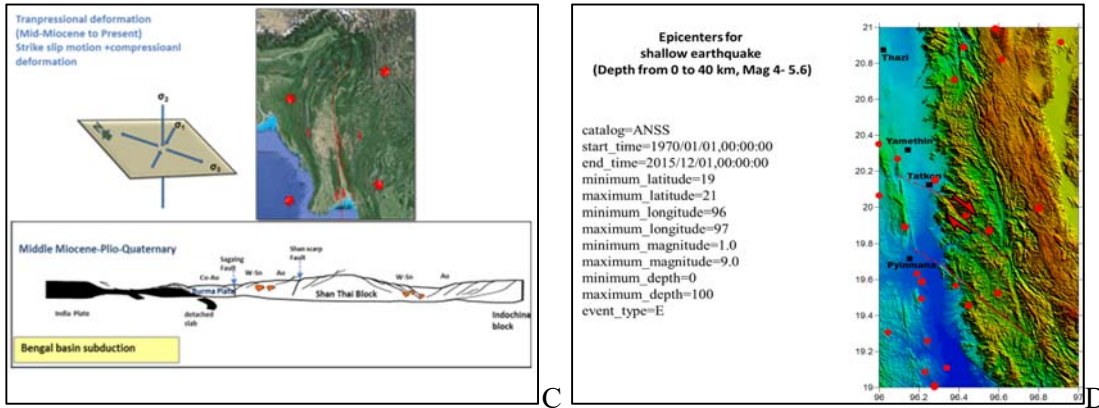 Tranpressional deformation
(Mid-Miocene to Present)
Strike slip motion +compressioanl
deformation
σ2
σ1
σ3
Middle Miocene-Plio-Quaternary
Sagaing
Fault
Shan scarp
Fault
Co-Au
W-Sn
Au
W-Sn
Au
Burma Plate
Shan Thai Block
India Plate
detached
slab
Indochina
block
Bengal basin subduction
C
Epicenters for
shallow earthquake
(Depth from 0 to 40 km, Mag 4- 5.6)
catalog=ANSS
start_time=1970/01/01,00:00:00
end_time=2015/12/01,00:00:00
minimum_latitude=19
maximum_latitude=21
minimum_longitude=96
maximum_longitude=97
minimum_magnitude=1.0
maximum_magnitude=9.0
minimum_depth=0
maximum_depth=100
event_type=E
21
20.8
20.6
20.4
20.2
20
19.8
19.6
19.4
19.2
19
96
96.2
96.4
96.6
96.8
97
Thazi
Yamethin
Tatkon
Pyinmana
D